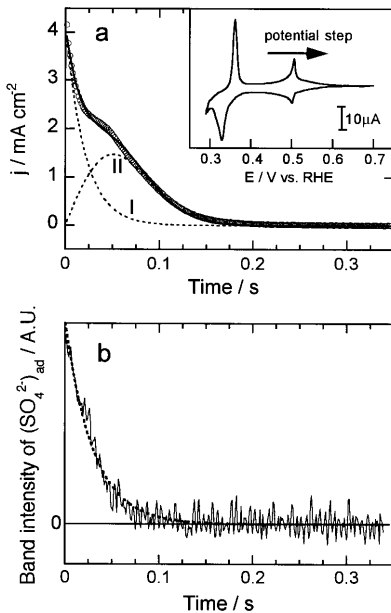 a
potential step
10μA
0.3 0.4 0.5 0.6 0.7
E / V vs. RHE
j / mA cm⁻²
4
3
2
1
0
II
I
0 0.1 0.2 0.3
Time / s
b
Band intensity of (SO₄²⁻)ad / A.U.
0
0 0.1 0.2 0.3
Time / s